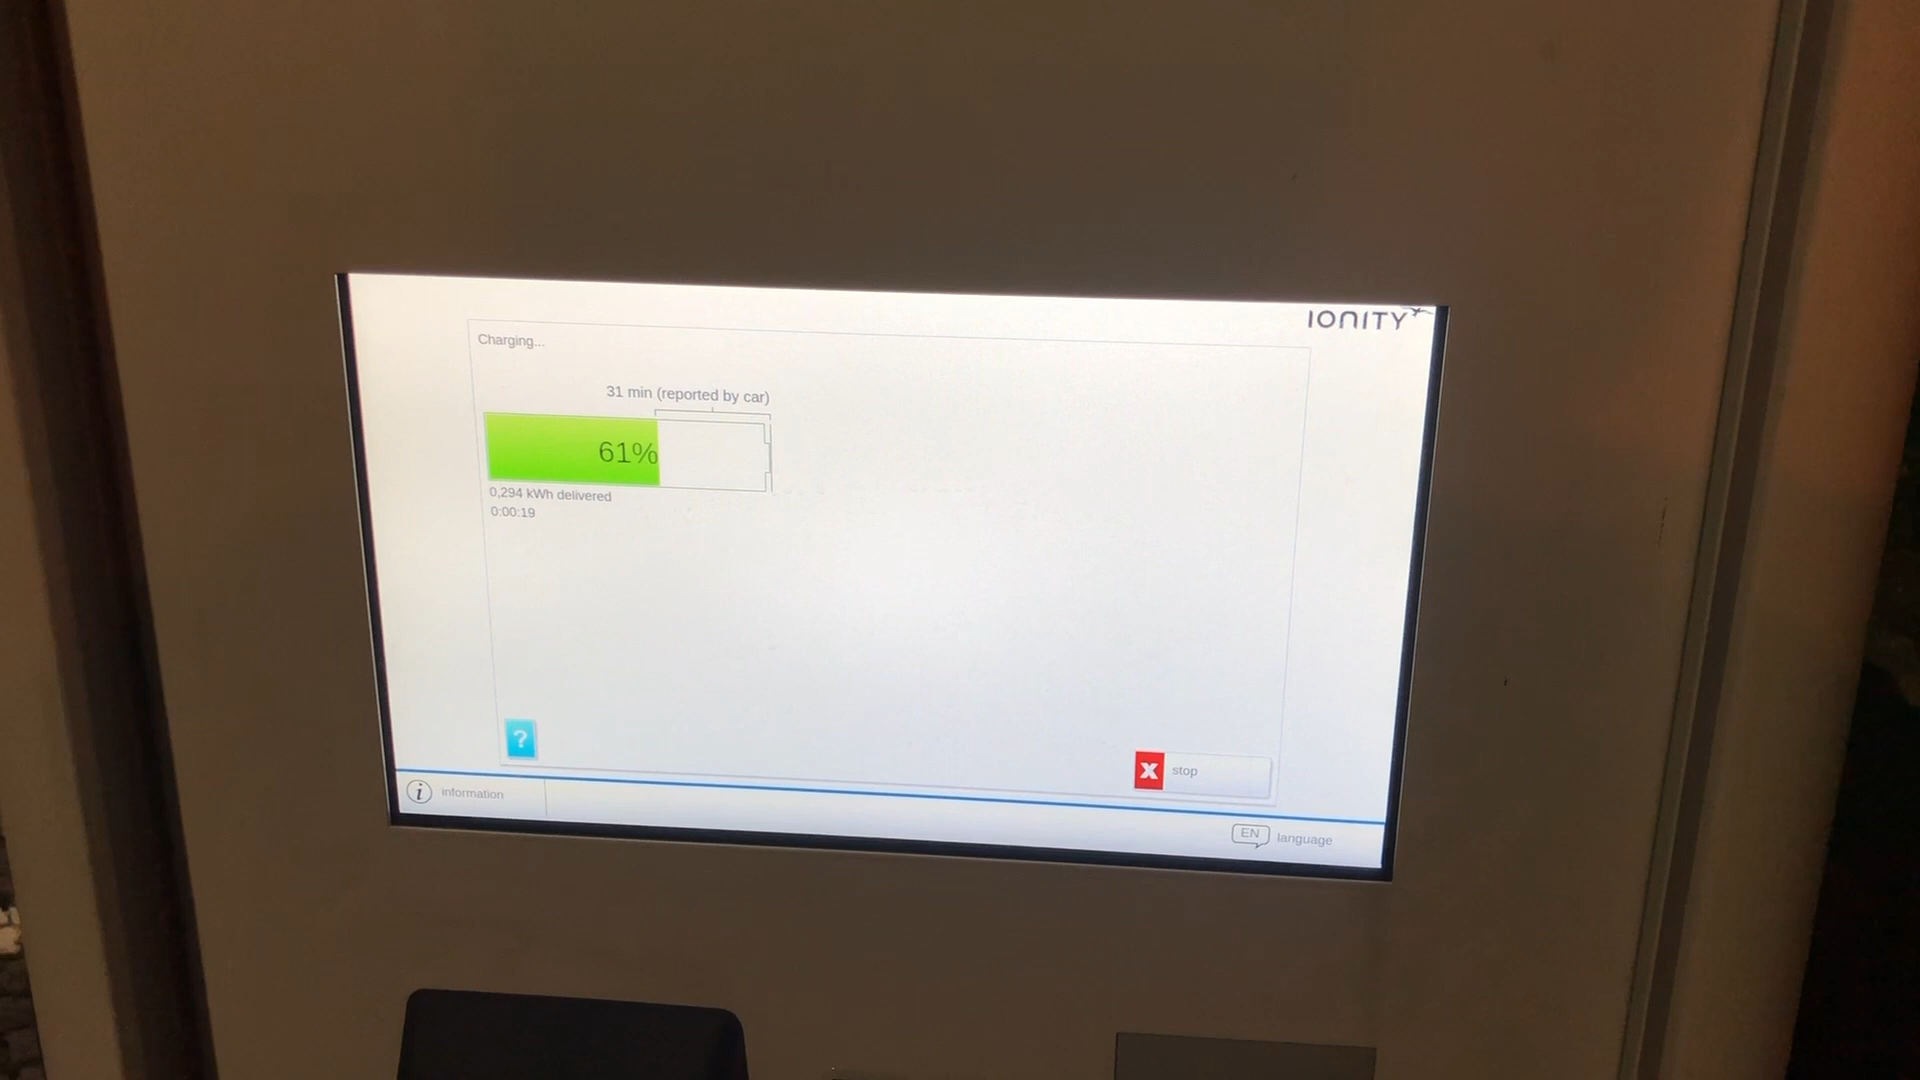 IONITY
Charging...
31 min (reported by car)
61%
0,294 kWh delivered
0:00:19
?
X stop
i information
EN language